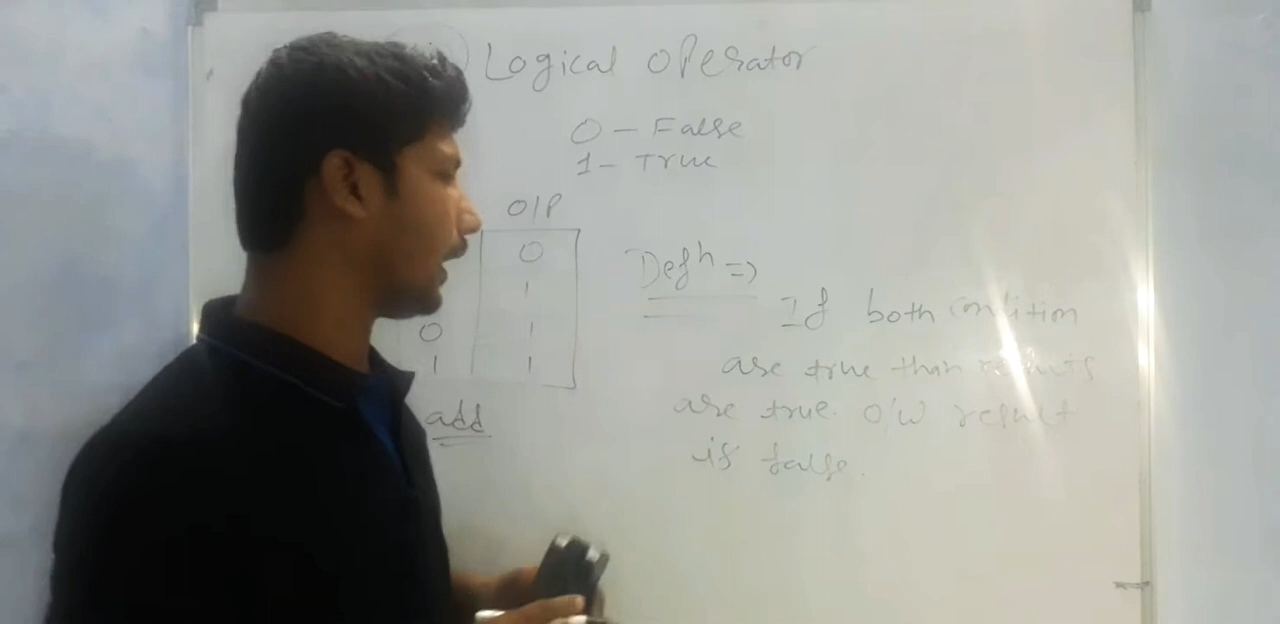 Logical Operator
0 - False
1 - True
O/P
0
1
0 1
1 1
add
Defn =>
If both condition
are true than results
are true. O/W result
is false.